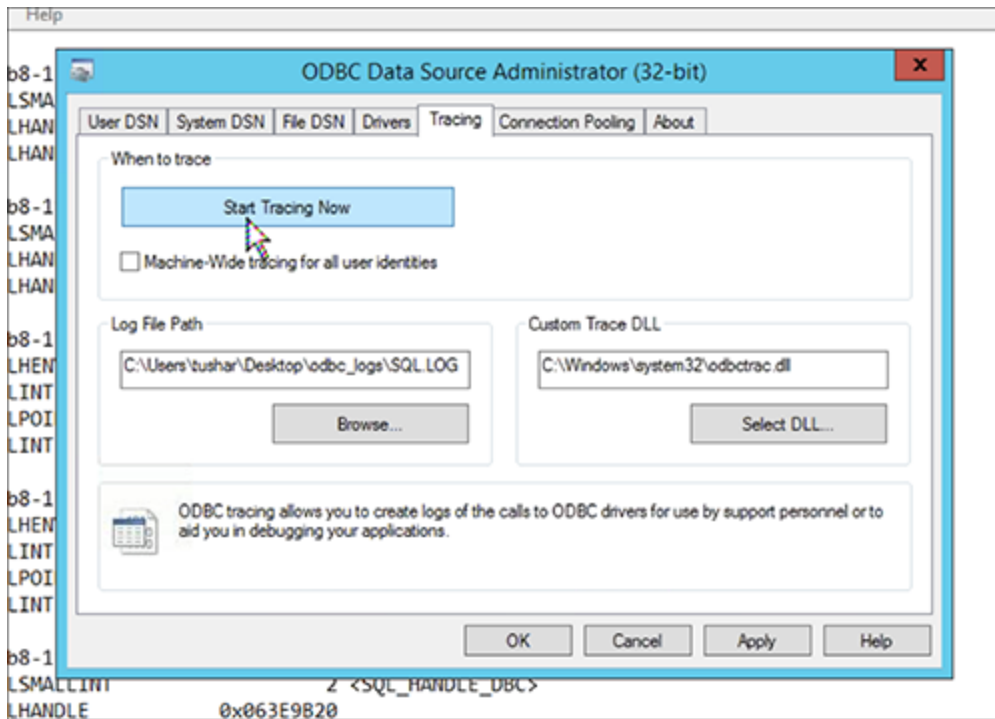 Help
ODBC Data Source Administrator (32-bit)
x
User DSN System DSN File DSN Drivers Tracing Connection Pooling About
When to trace
Start Tracing Now
Machine-Wide tracing for all user identities
Log File Path
C:\Users\tushar\Desktop\odbc_logs\SQL.LOG
Browse...
Custom Trace DLL
C:\Windows\system32\odbctrac.dll
Select DLL...
ODBC tracing allows you to create logs of the calls to ODBC drivers for use by support personnel or to
aid you in debugging your applications.
OK Cancel Apply Help
b8-1
LSMA
LHAN
LHAN
b8-1
LSMA
LHAN
LHAN
b8-1
LHEN
LINT
LPOI
LINT
b8-1
LHEN
LINT
LPOI
LINT
b8-1
LSMALLINT 2 <SQL_HANDLE_DBC>
LHANDLE 0x063E9B20